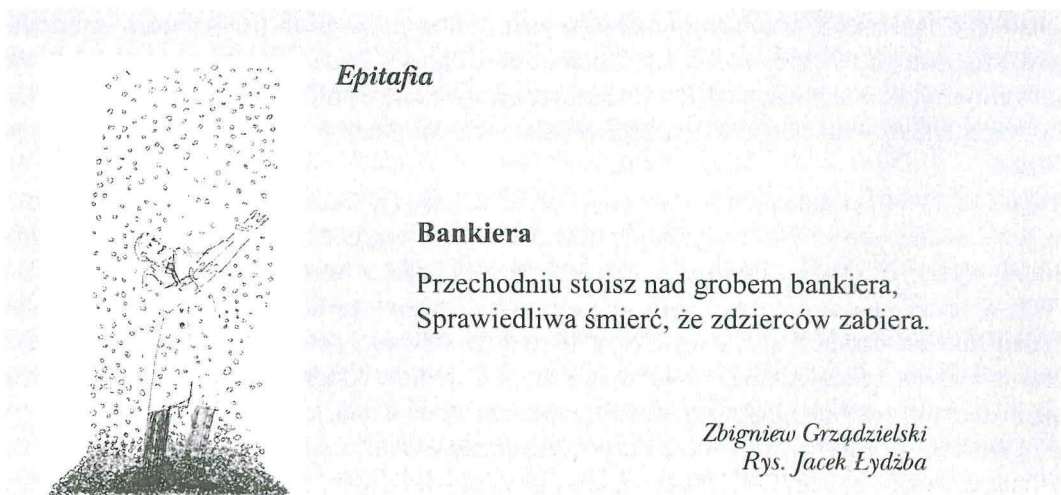 Epitafia
Bankiera
Przechodniu stoisz nad grobem bankiera,
Sprawiedliwa śmierć, że zdzierców zabiera.
Zbigniew Grządzielski
Rys. Jacek Łydżba